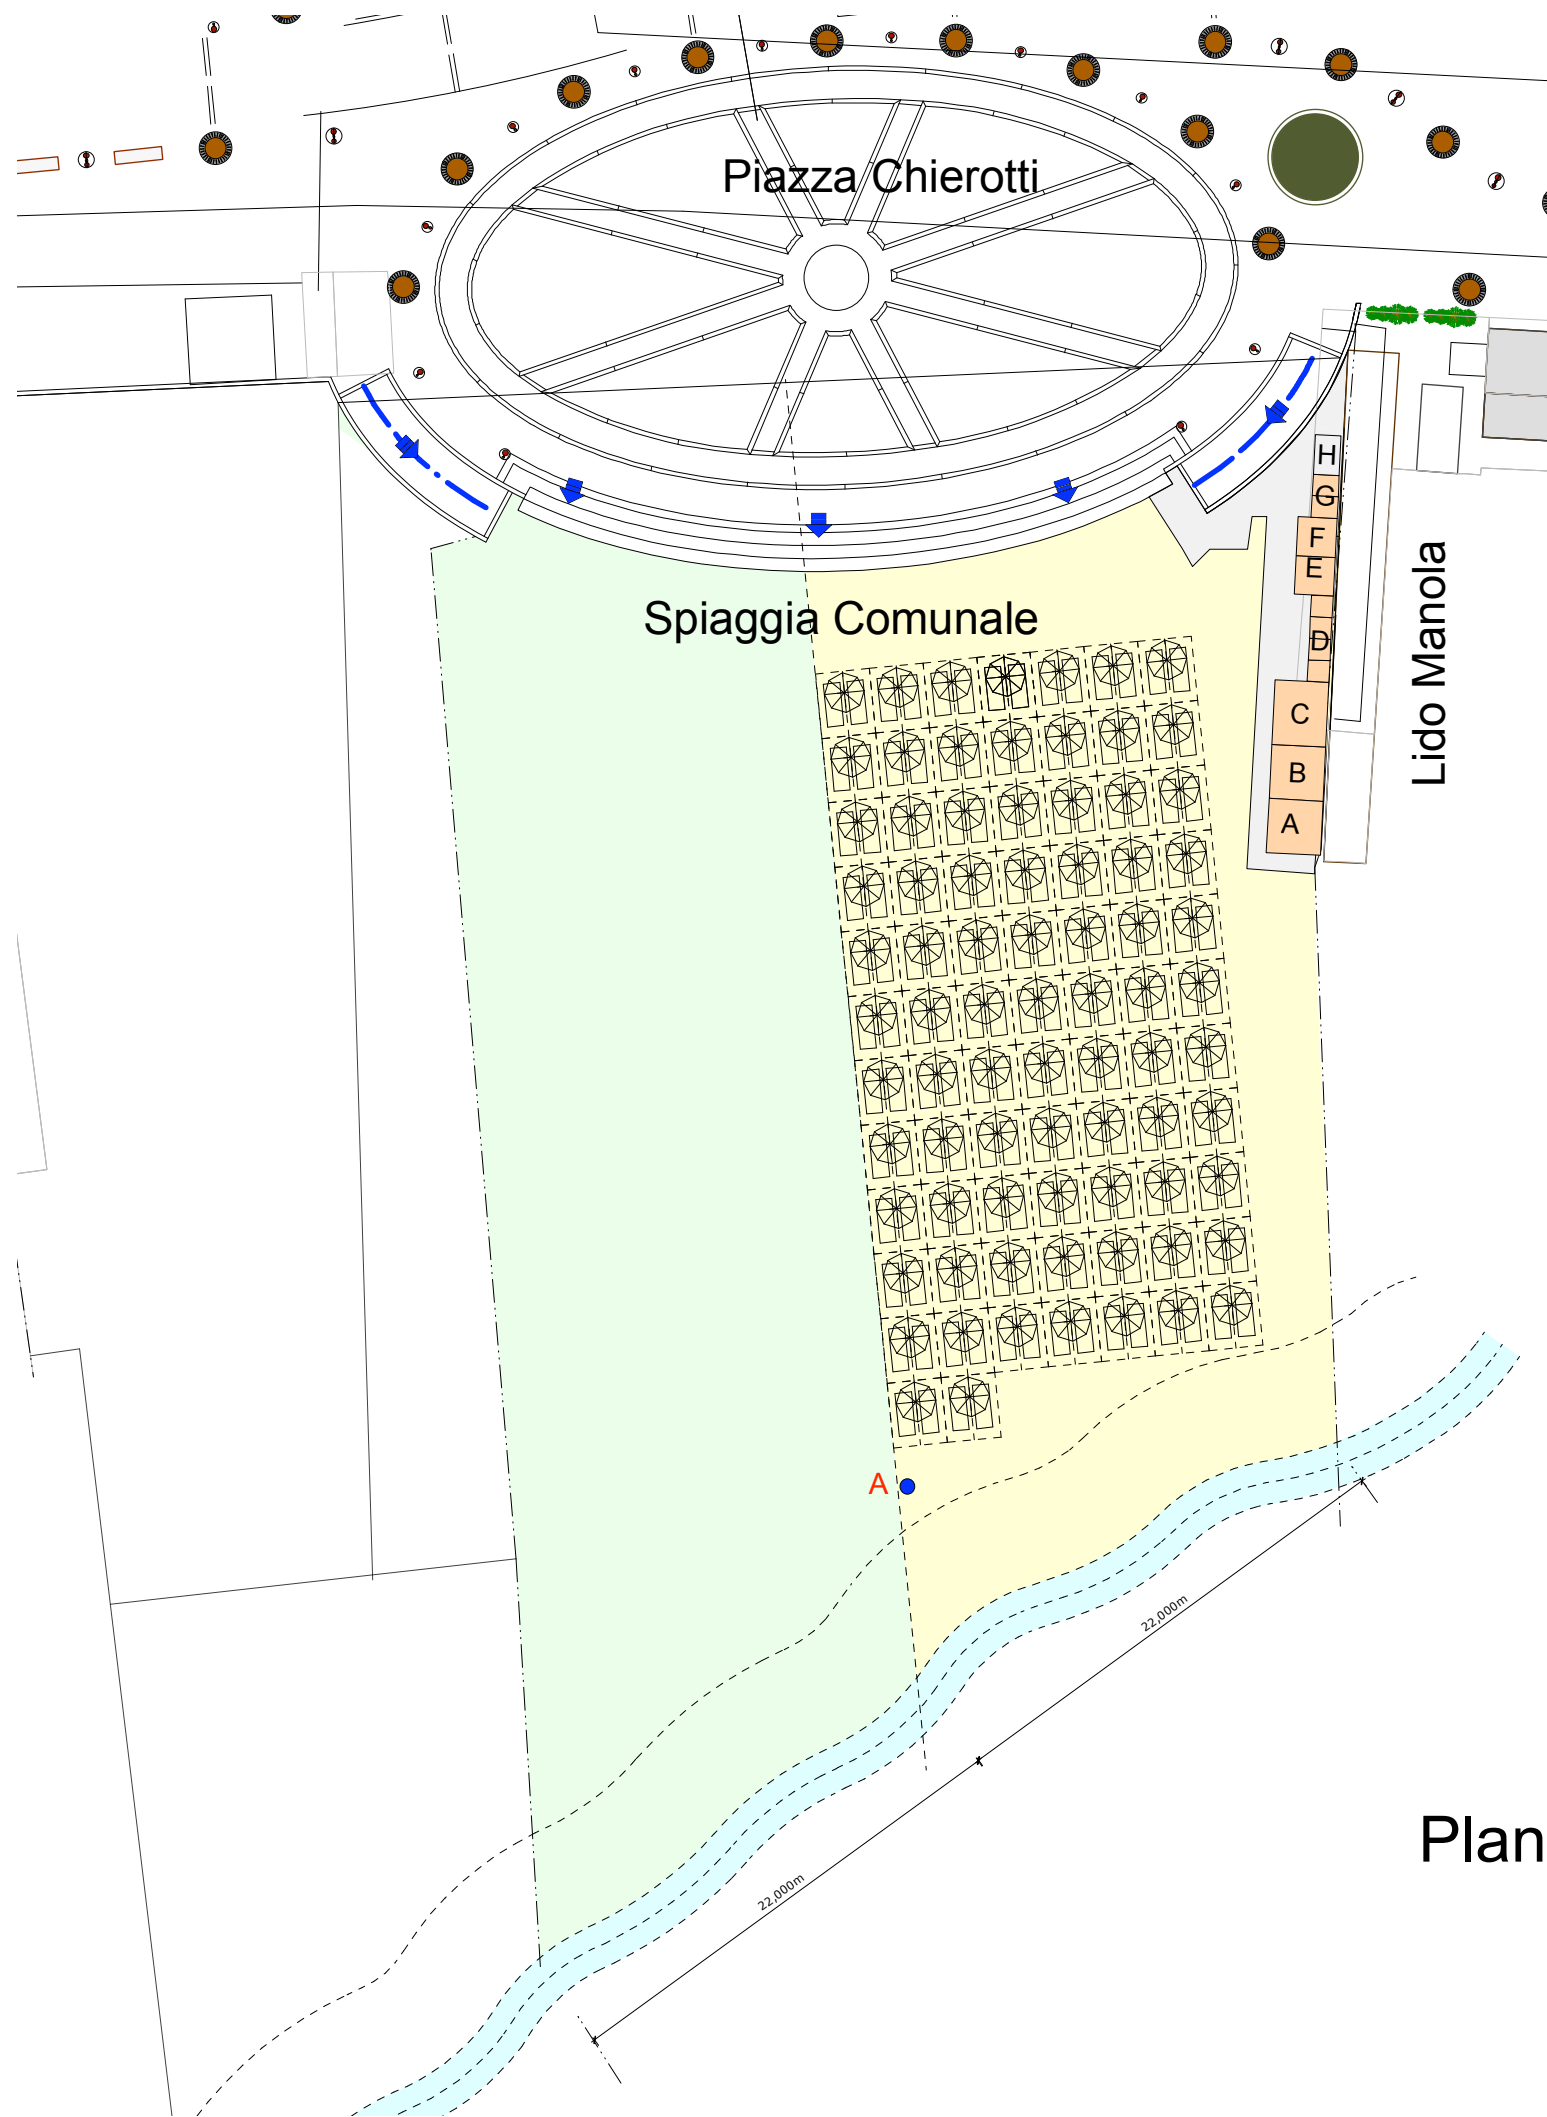 Piazza Chierotti
H
G
F
E
Spiaggia Comunale
D
Lido Manola
C
B
A
A
22,000m
22,000m
Plan